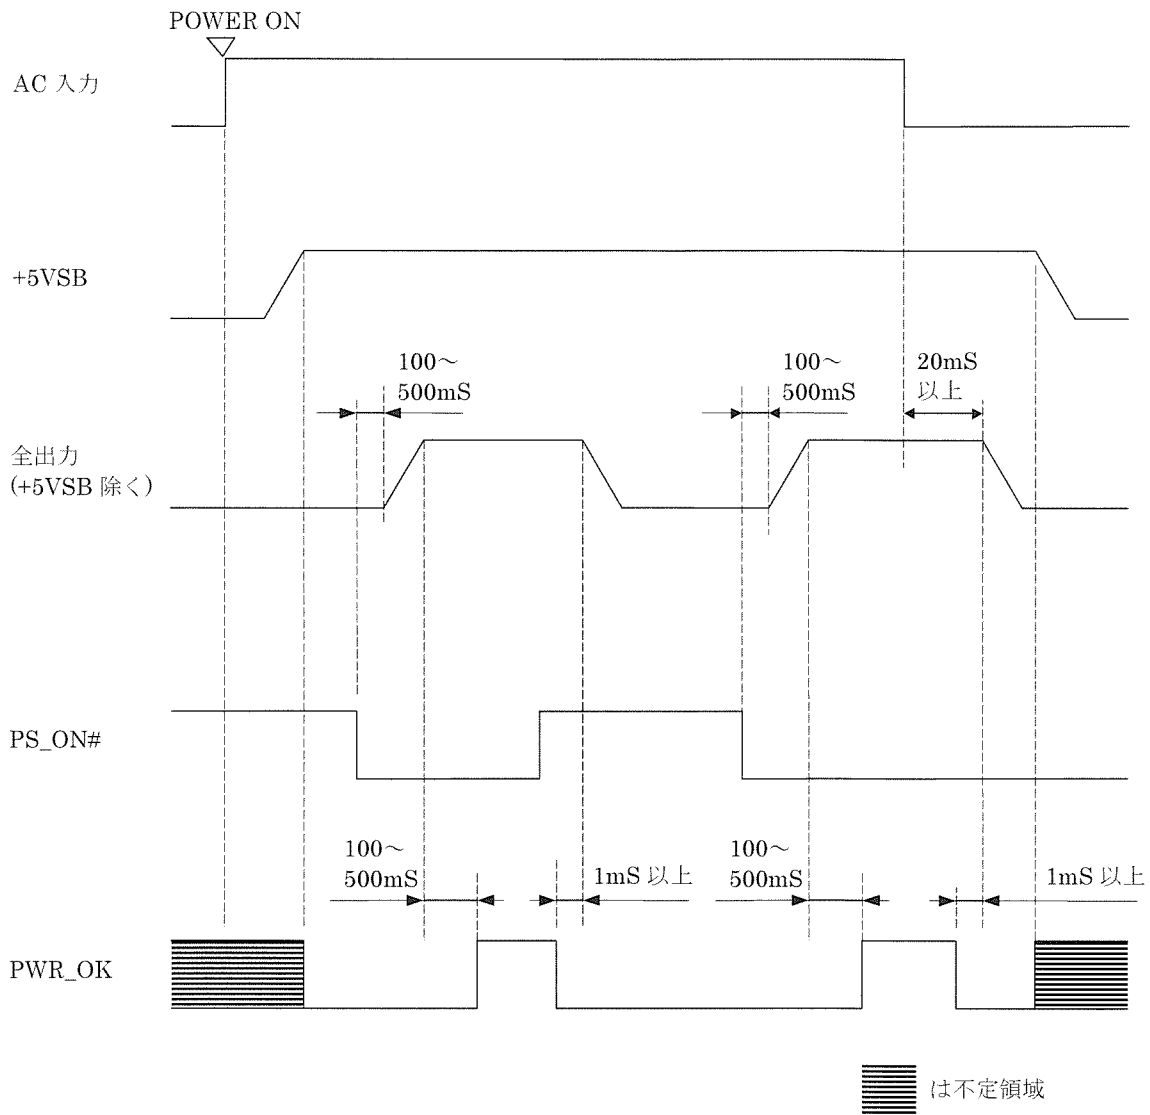 POWER ON
AC 入力
+5VSB
100～
500mS
100～
500mS
20mS
以上
全出力
(+5VSB 除く)
PS_ON#
100～
500mS
1mS 以上
100～
500mS
1mS 以上
PWR_OK
は不定領域